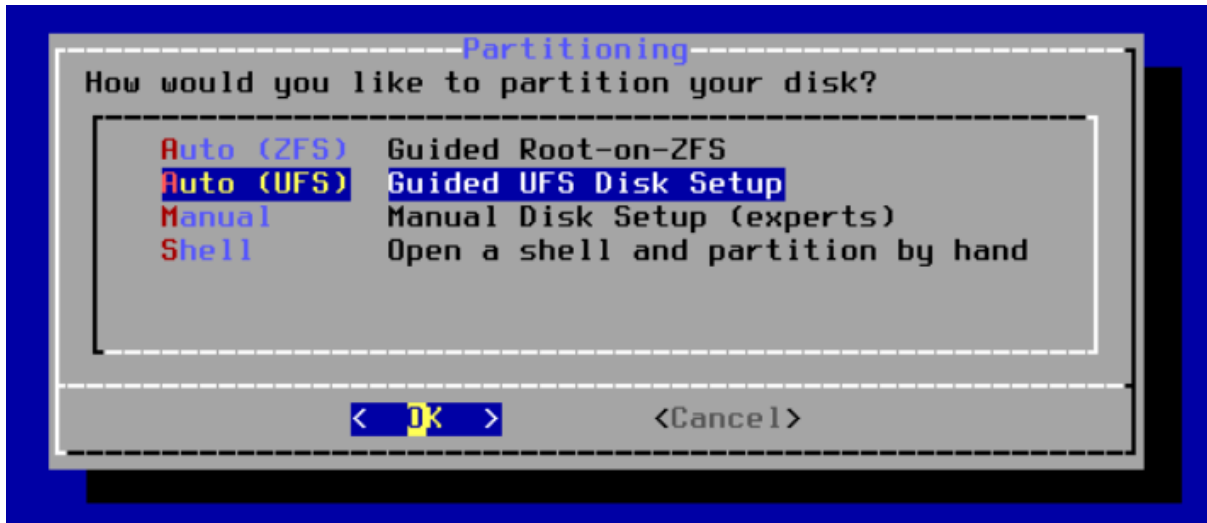 Partitioning
How would you like to partition your disk?
Auto (ZFS) Guided Root-on-ZFS
Auto (UFS) Guided UFS Disk Setup
Manual Manual Disk Setup (experts)
Shell Open a shell and partition by hand
< OK > <Cancel>